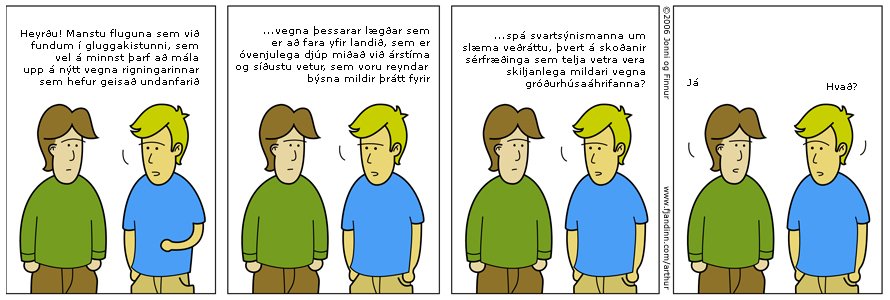 Heyrðu! Manstu fluguna sem við
fundum í gluggakistunni, sem
vel á minnst þarf að mála
upp á nýtt vegna rigningarinnar
sem hefur geisað undanfarið
...vegna þessarar lægðar sem
er að fara yfir landið, sem er
óvenjulega djúp miðað við árstíma
og síðustu vetur, sem voru reyndar
býsna mildir þrátt fyrir
...spá svartsýnismanna um
slæma veðráttu, þvert á skoðanir
sérfræðinga sem telja vetra vera
skiljanlega mildari vegna
gróðurhúsaáhrifanna?
©2006 Jonni og Finnur
www.fjandinn.com/arthur
Já
Hvað?